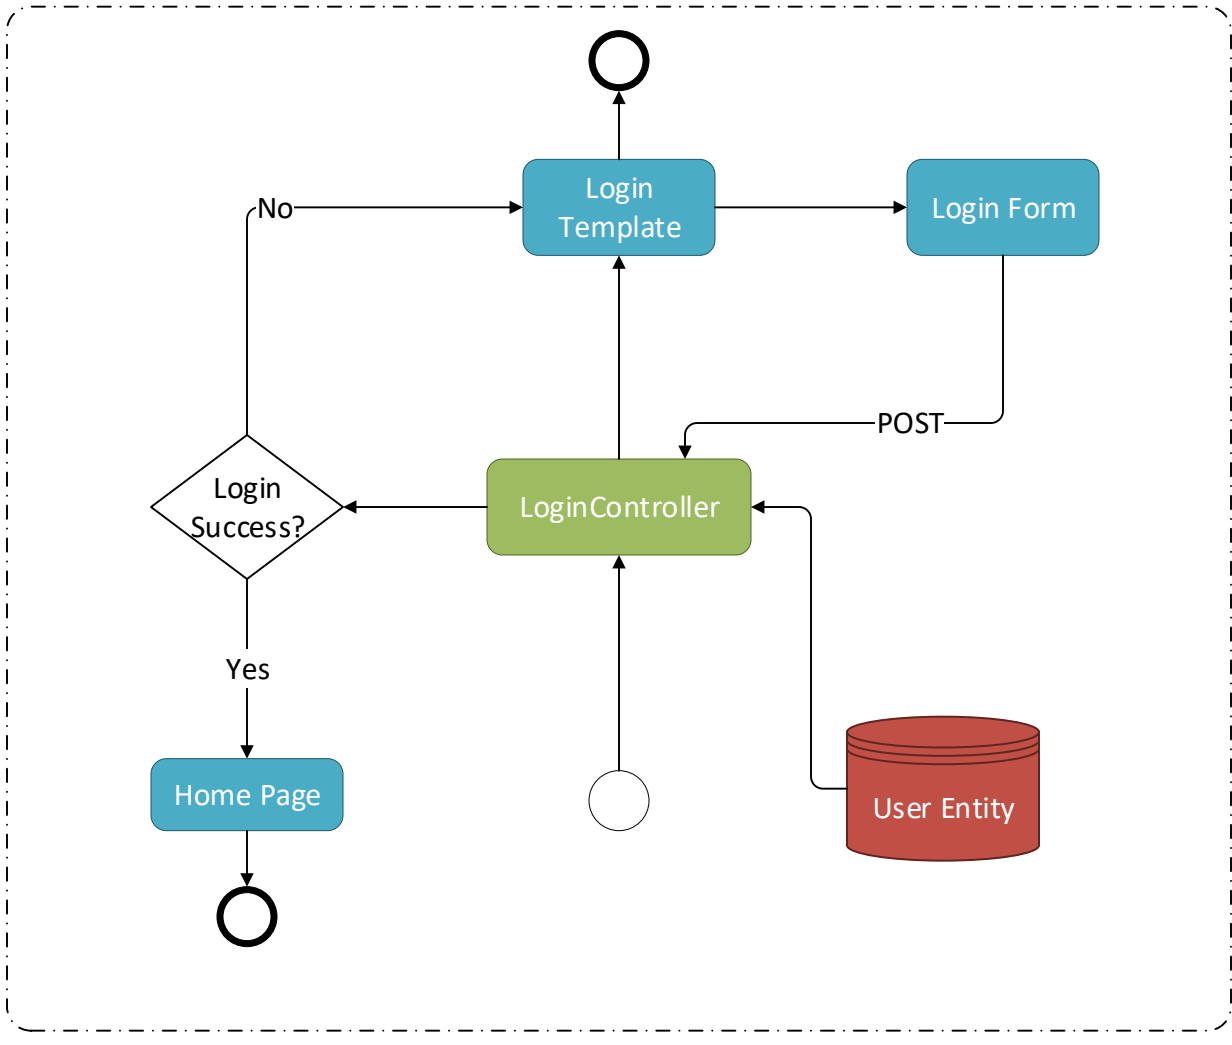 Login
Template
Login Form
No
POST
Login
Success?
LoginController
Yes
Home Page
User Entity